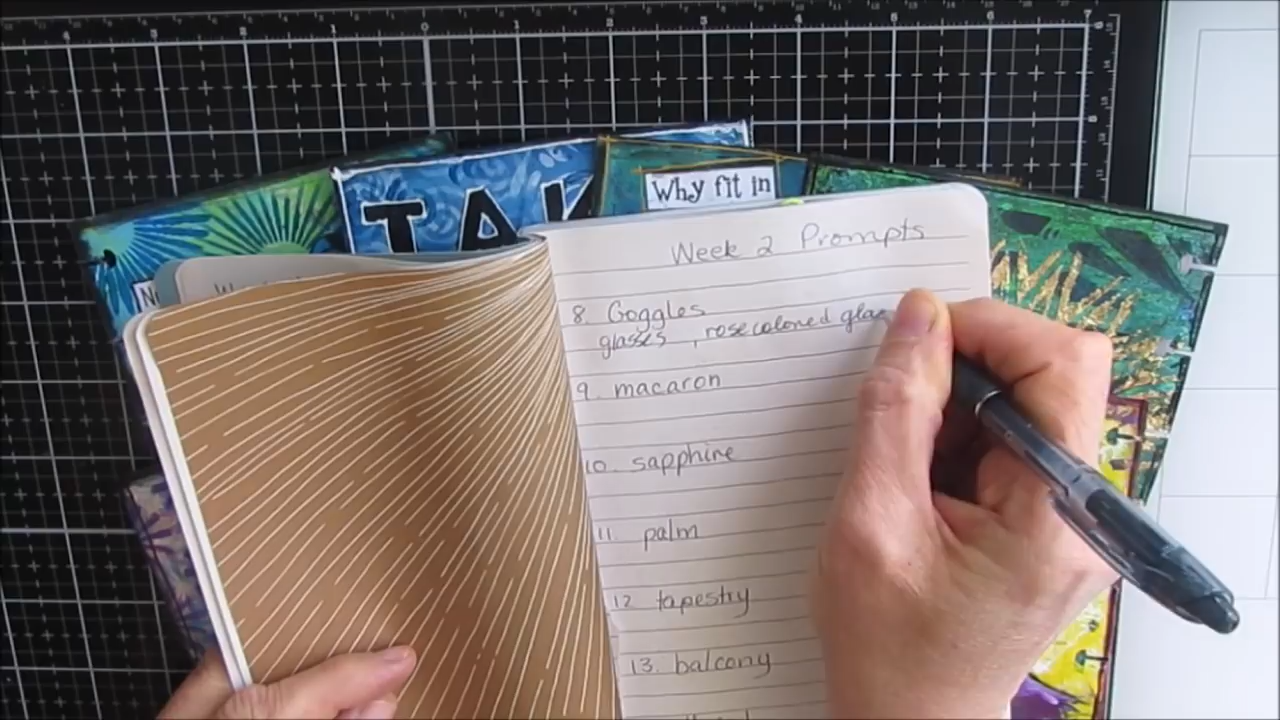 TAK
Why fit in
Week 2 Prompts
8. Goggles
glasses , rose colored glas
9. macaron
10. sapphire
11. palm
12 tapestry
13. balcony